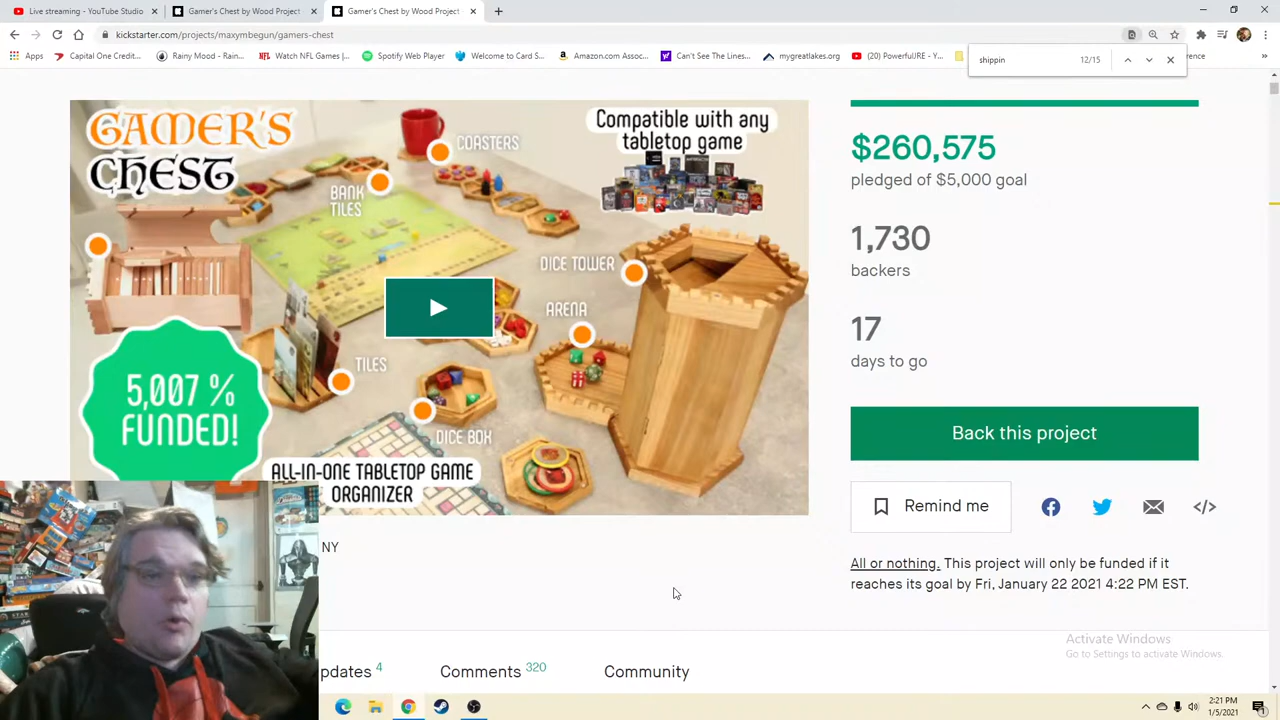 Live streaming - YouTube Studio
Gamer's Chest by Wood Project
Gamer's Chest by Wood Project
kickstarter.com/projects/maxymbegun/gamers-chest
Apps
Capital One Credit...
Rainy Mood - Rain...
Watch NFL Games |...
Spotify Web Player
Welcome to Card S...
Amazon.com Assoc...
Can't See The Lines...
mygreatlakes.org
(20) PowerfulJRE - Y...
shippin
12/15
GAMER'S
CHEST
COASTERS
BANK
TILES
Compatible with any
tabletop game
DICE TOWER
ARENA
TILES
DICE BOX
5,007 %
FUNDED!
ALL-IN-ONE TABLETOP GAME
ORGANIZER
$260,575
pledged of $5,000 goal
1,730
backers
17
days to go
Back this project
Remind me
All or nothing. This project will only be funded if it
reaches its goal by Fri, January 22 2021 4:22 PM EST.
NY
pdates 4
Comments 320
Community
Activate Windows
Go to Settings to activate Windows.
2:21 PM
1/5/2021